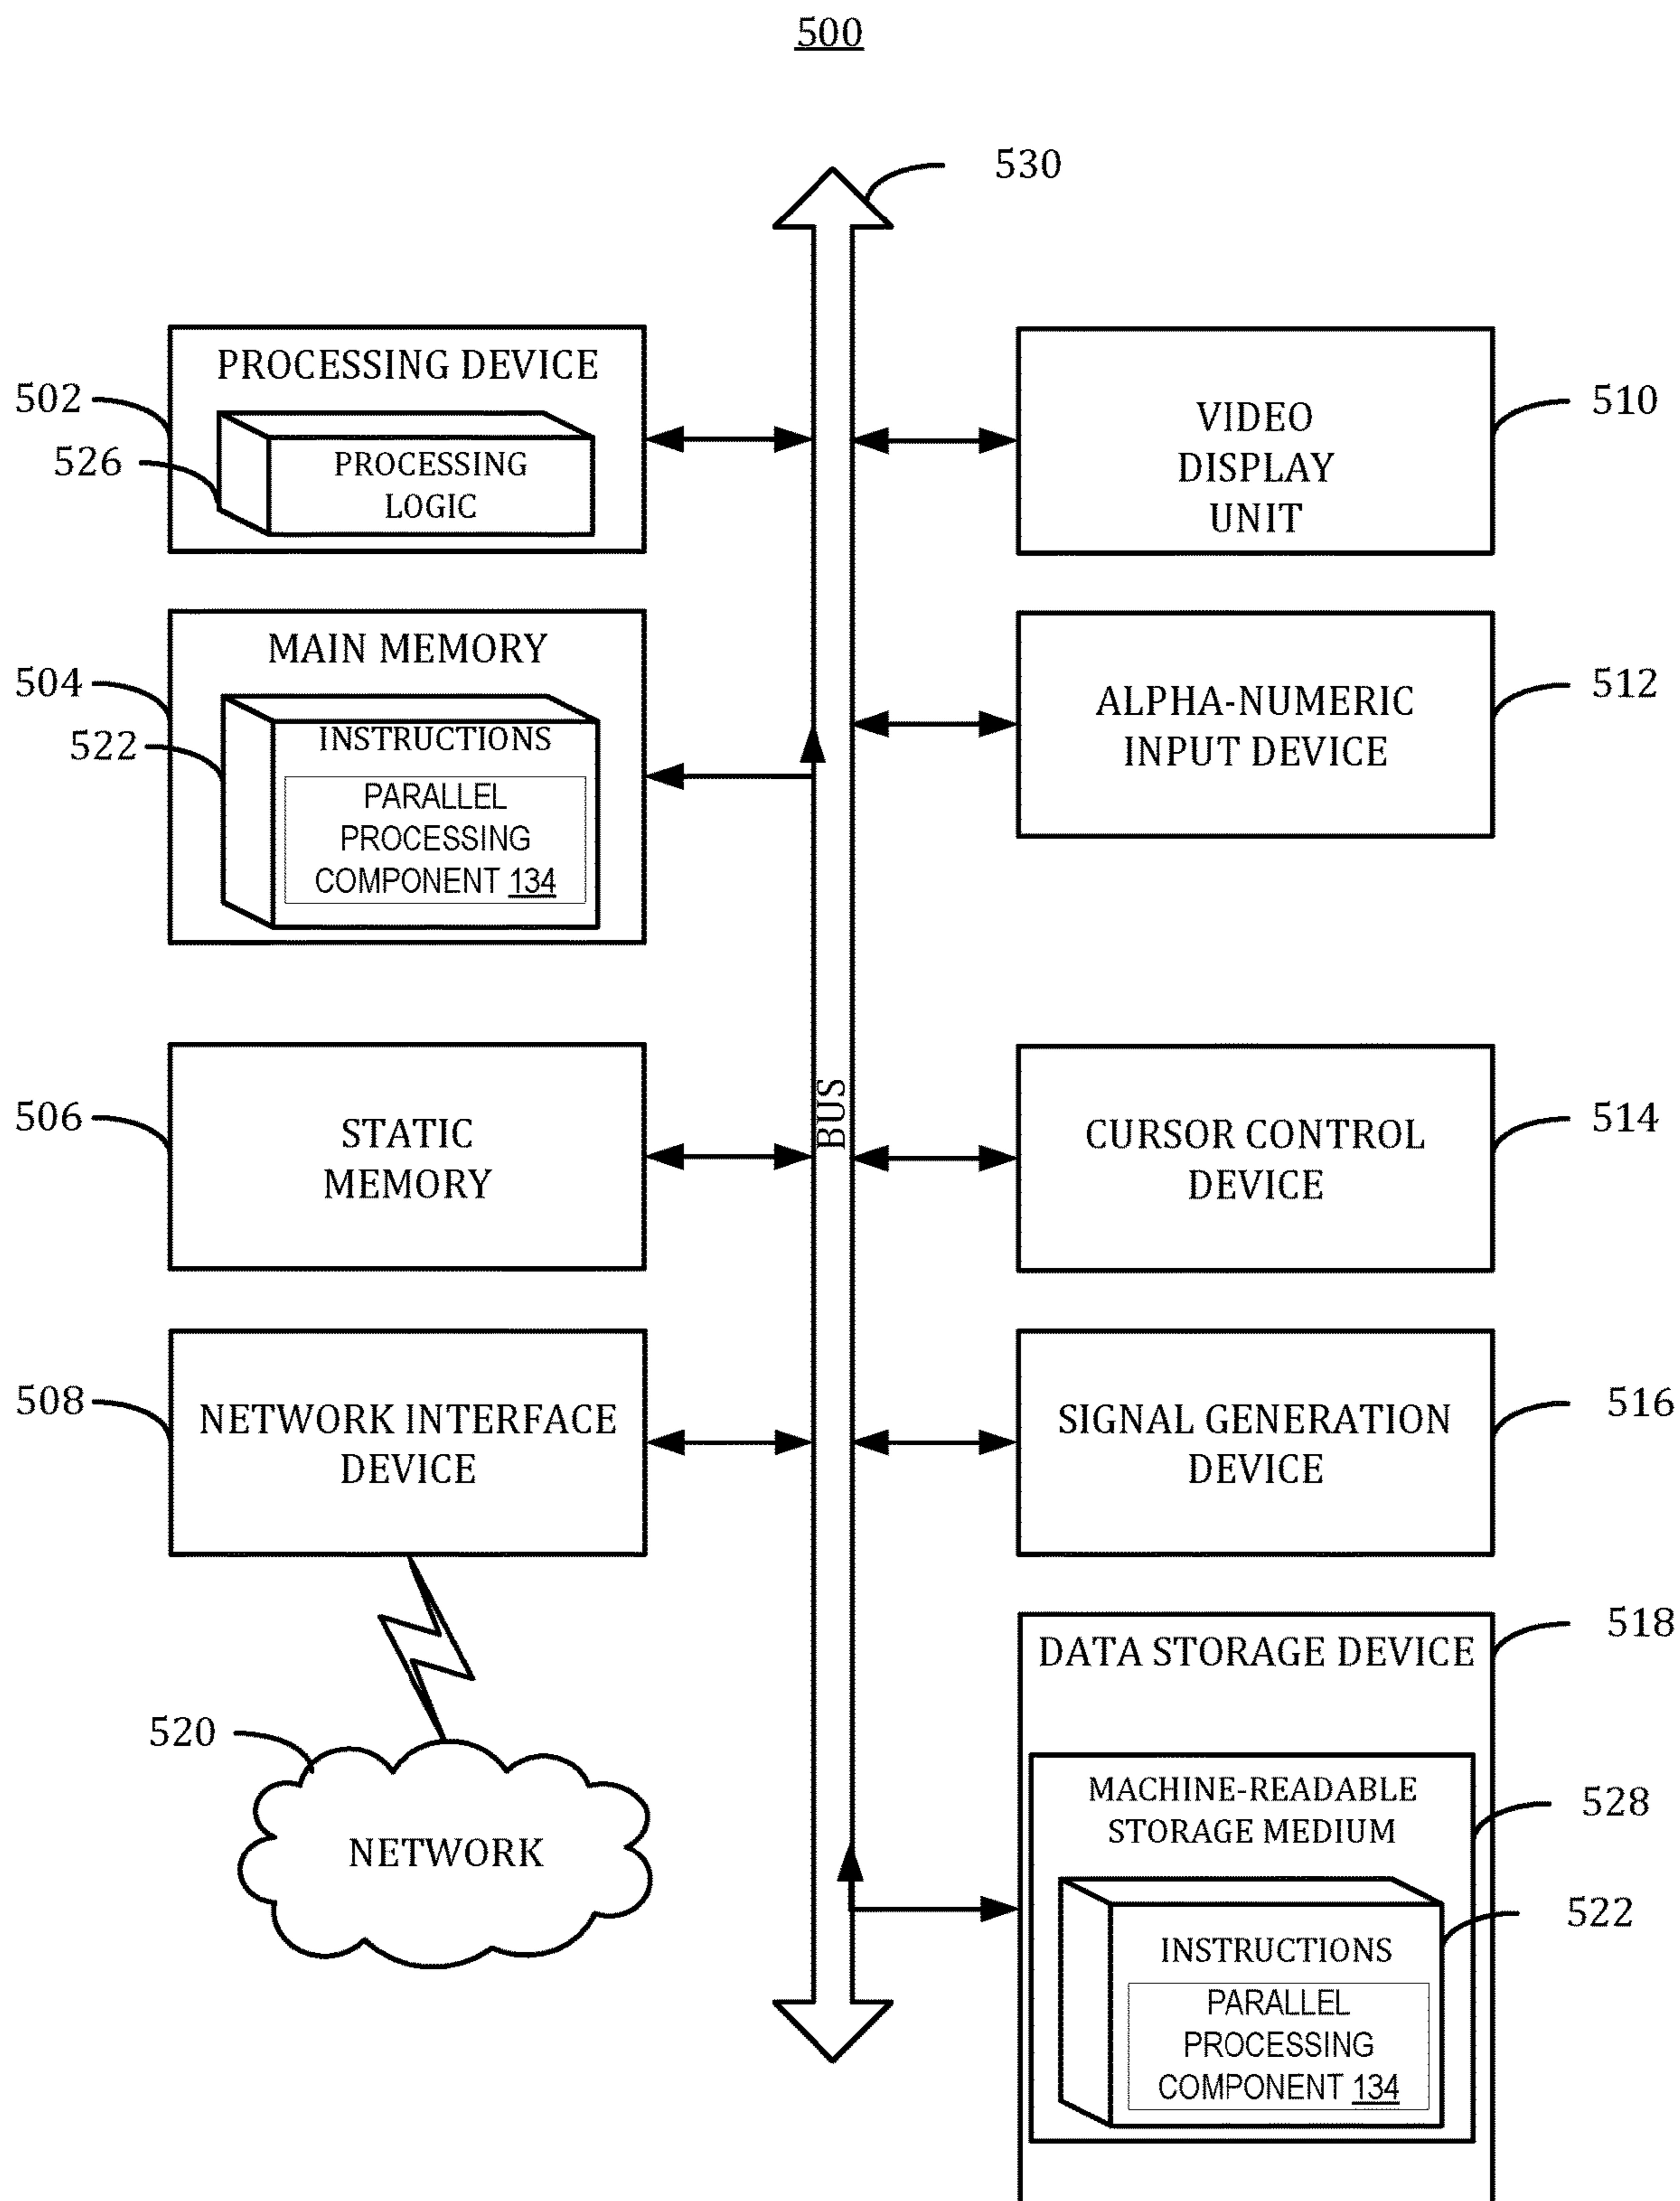 500
530
PROCESSING DEVICE
502
526
PROCESSING
LOGIC
VIDEO
DISPLAY
UNIT
510
MAIN MEMORY
504
522
INSTRUCTIONS
PARALLEL
PROCESSING
COMPONENT 134
ALPHA-NUMERIC
INPUT DEVICE
512
BUS
506
STATIC
MEMORY
CURSOR CONTROL
DEVICE
514
508
NETWORK INTERFACE
DEVICE
SIGNAL GENERATION
DEVICE
516
520
NETWORK
DATA STORAGE DEVICE
518
MACHINE-READABLE
STORAGE MEDIUM
528
522
INSTRUCTIONS
PARALLEL
PROCESSING
COMPONENT 134